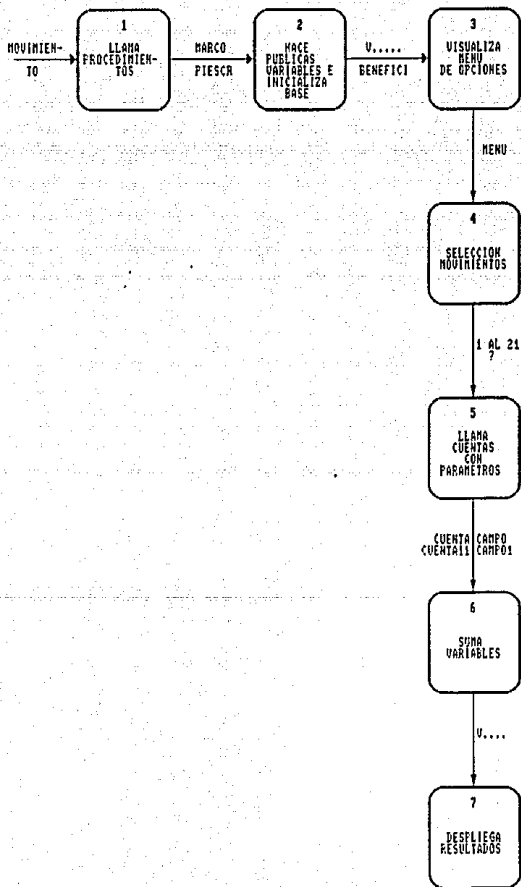 MOVIMIEN-
TO
1
LLAMA
PROCEDIMIEN-
TOS
MARCO
PIESCR
2
HACE
PUBLICAS
VARIABLES E
INICIALIZA
BASE
V.....
BENEFICI
3
VISUALIZA
MENU
DE OPCIONES
MENU
4
SELECCION
MOVIMIENTOS
1 AL 21
?
5
LLAMA
CUENTAS
CON
PARAMETROS
CUENTA CAMPO
CUENTA11 CAMPO1
6
SUMA
VARIABLES
V....
7
DESPLIEGA
RESULTADOS